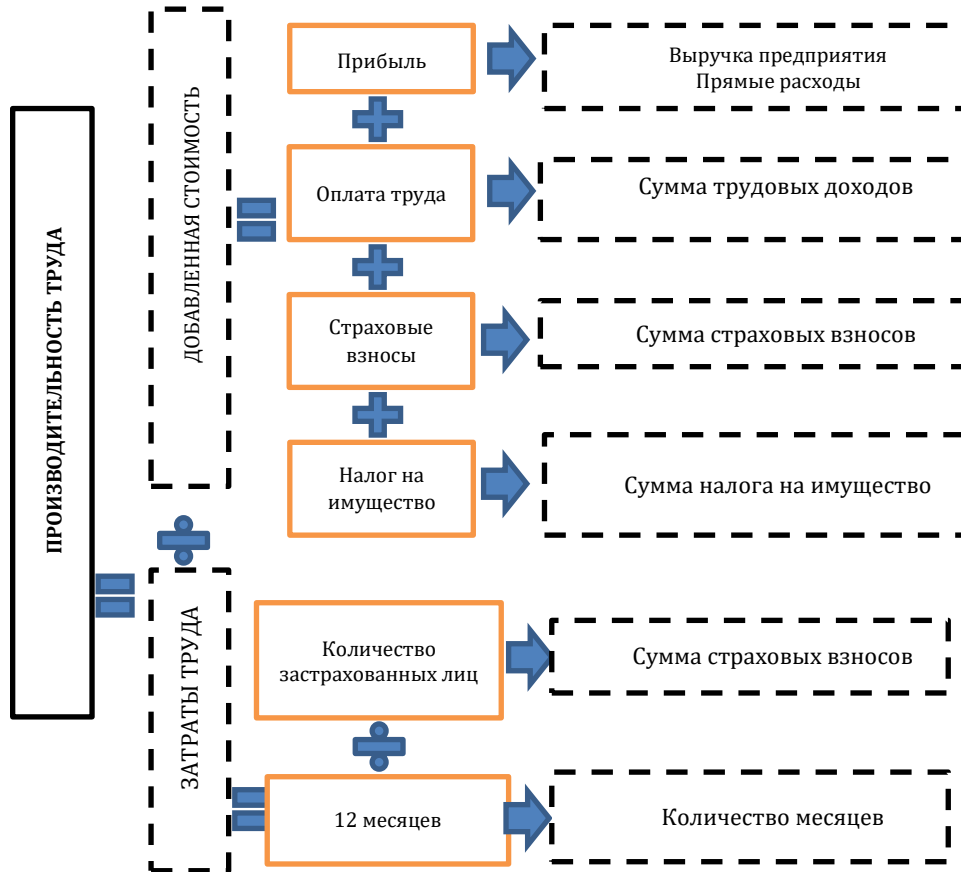 ПРОИЗВОДИТЕЛЬНОСТЬ ТРУДА
ДОБАВЛЕННАЯ СТОИМОСТЬ
Прибыль
Выручка предприятия
Прямые расходы
Оплата труда
Сумма трудовых доходов
Страховые
взносы
Сумма страховых взносов
Налог на
имущество
Сумма налога на имущество
ЗАТРАТЫ ТРУДА
Количество
застрахованных лиц
Сумма страховых взносов
12 месяцев
Количество месяцев